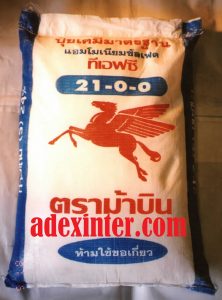 ปุ๋ยเคมีมาตรฐาน
แอมโมเนียมซัลเฟต
ทีเอฟซี
21-0-0
ตราม้าบิน
adexinter.com
ห้ามใช้ขอเกี่ยว